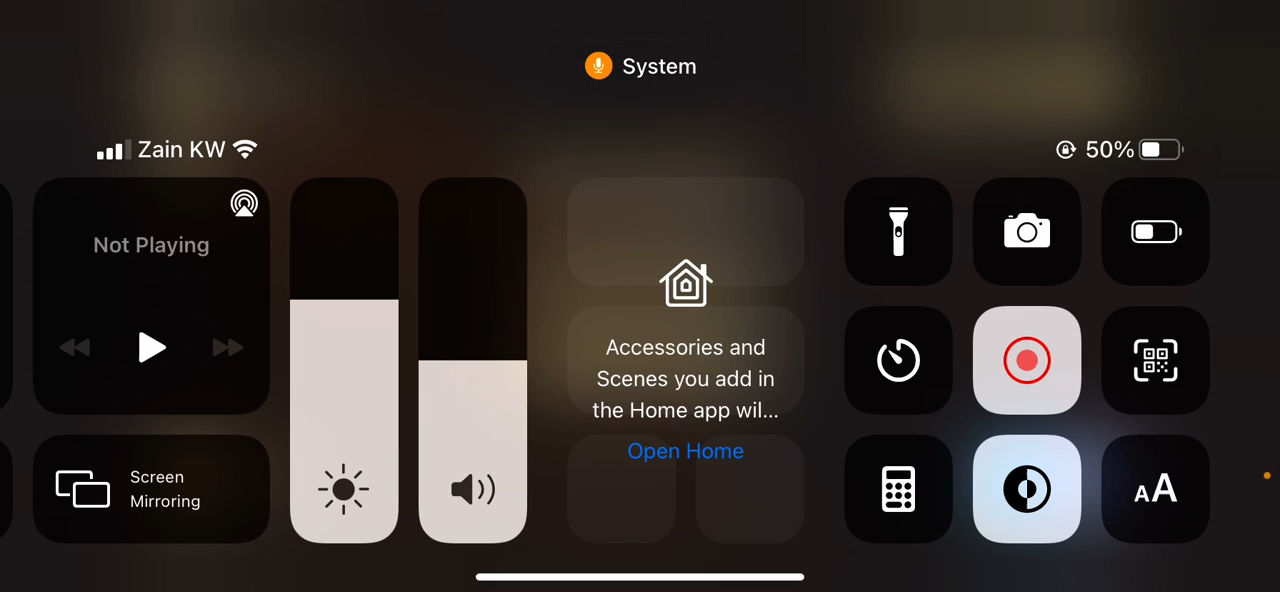 System
Zain KW
50%
Not Playing
Accessories and
Scenes you add in
the Home app wil...
Open Home
Screen
Mirroring
AA